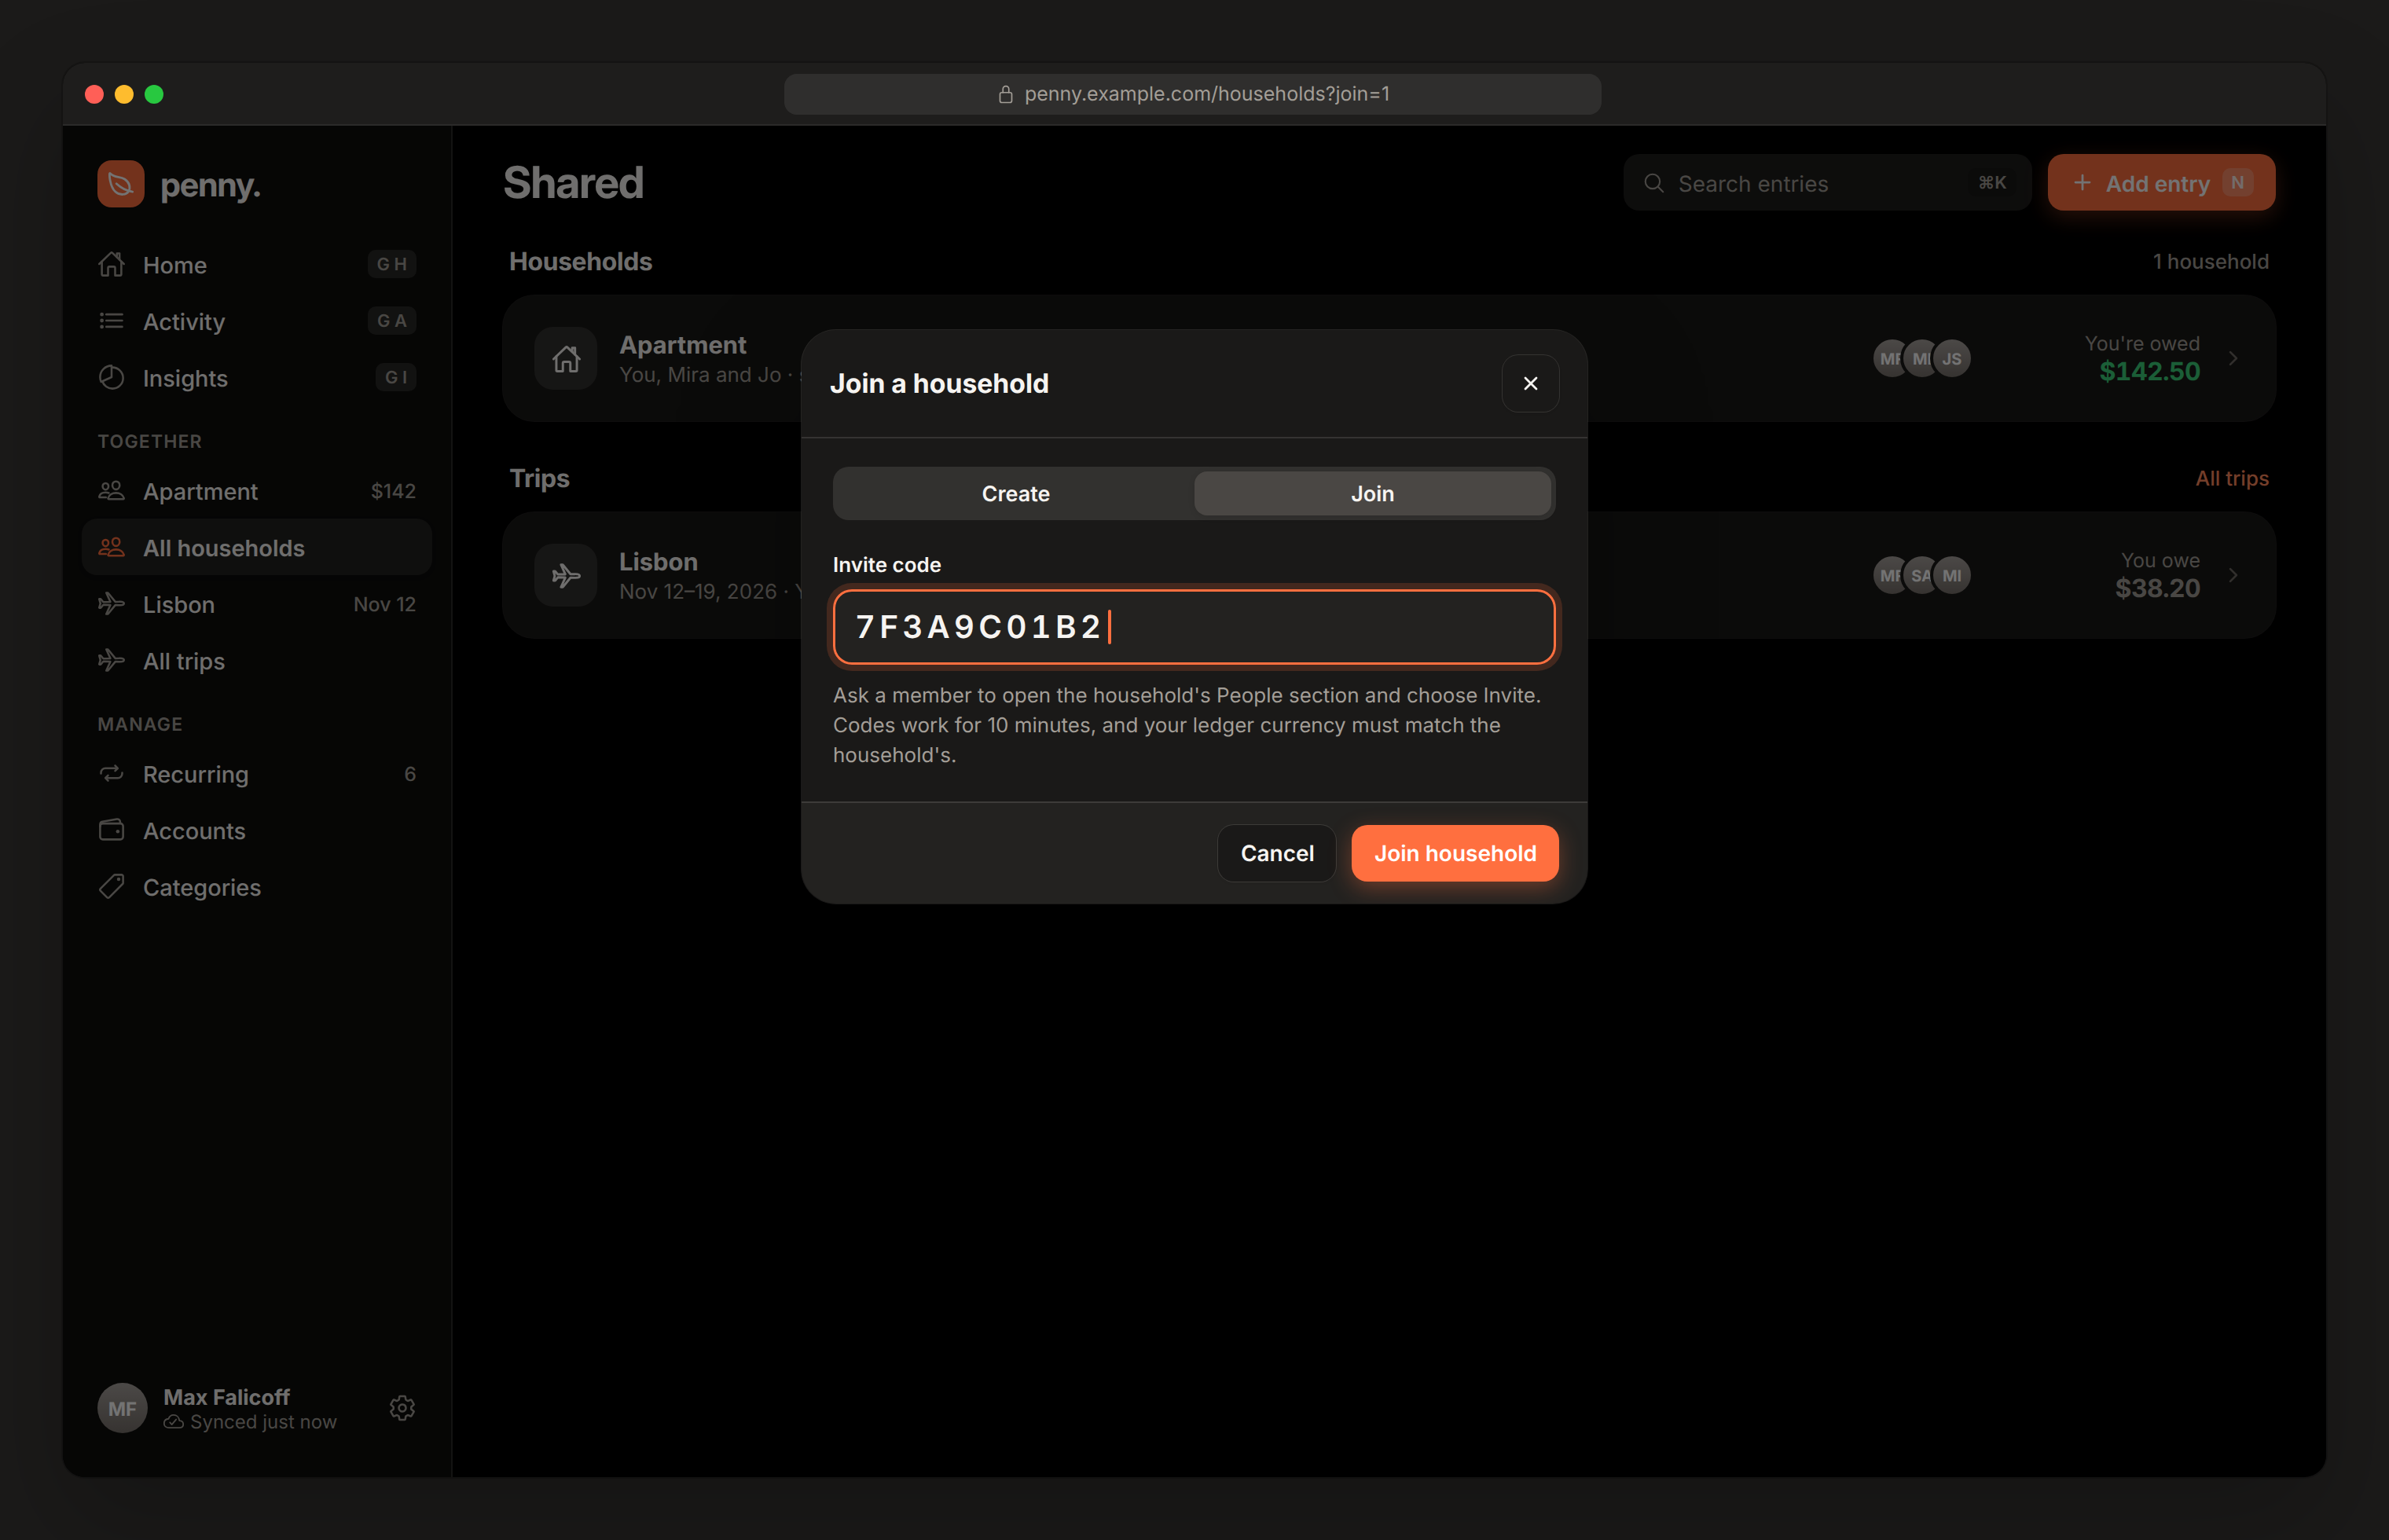 penny.example.com/households?join=1
penny.
Home G H
Activity G A
Insights G I
TOGETHER
Apartment $142
All households
Lisbon Nov 12
All trips
MANAGE
Recurring 6
Accounts
Categories
MF
Max Falicoff
Synced just now
Shared
Search entries ⌘K
Add entry N
Households
1 household
Apartment
You, Mira and Jo ·
MF MI JS
You're owed
$142.50
Trips
All trips
Lisbon
Nov 12–19, 2026 ·
MF SA MI
You owe
$38.20
Join a household
Create
Join
Invite code
7F3A9C01B2
Ask a member to open the household's People section and choose Invite.
Codes work for 10 minutes, and your ledger currency must match the
household's.
Cancel
Join household